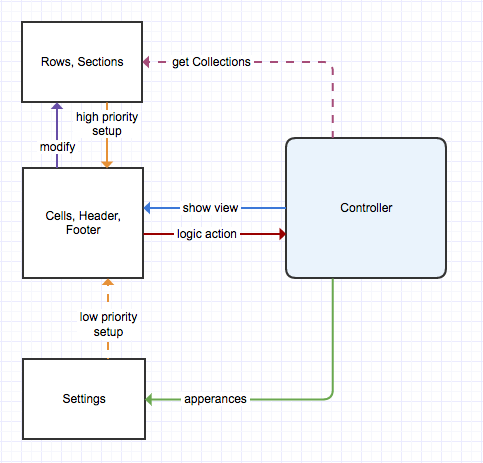 Rows, Sections
get Collections
high priority
setup
modify
Cells, Header,
Footer
show view
logic action
Controller
low priority
setup
Settings
apperances